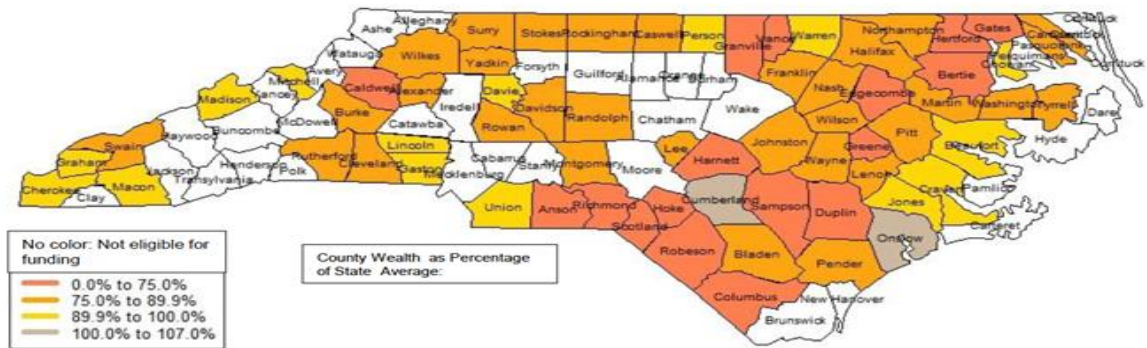 Ashe
Alleghany
Surry
Stokes
Rockingham
Caswell
Person
Granville
Vance
Warren
Northampton
Gates
Hertford
Currituck
Camden
Pasquotank
Perquimans
Chowan
Currituck
Watauga
Wilkes
Yadkin
Forsyth
Guilford
Alamance
Orange
Durham
Halifax
Franklin
Bertie
Mitchell
Avery
Caldwell
Alexander
Davie
Iredell
Madison
Yancey
Burke
Davidson
Randolph
Chatham
Wake
Nash
Edgecombe
Martin
Washington
Tyrrell
Dare
Haywood
Buncombe
McDowell
Catawba
Rowan
Wilson
Pitt
Beaufort
Hyde
Swain
Rutherford
Lincoln
Cleveland
Gaston
Cabarrus
Stanly
Montgomery
Moore
Lee
Harnett
Johnston
Wayne
Greene
Lenoir
Craven
Pamlico
Graham
Jackson
Henderson
Polk
Transylvania
Mecklenburg
Cherokee
Macon
Clay
Union
Anson
Richmond
Hoke
Scotland
Cumberland
Sampson
Duplin
Jones
Carteret
Onslow
Robeson
Bladen
Pender
Columbus
New Hanover
Brunswick
No color: Not eligible for
funding
0.0% to 75.0%
75.0% to 89.9%
89.9% to 100.0%
100.0% to 107.0%
County Wealth as Percentage
of State Average: